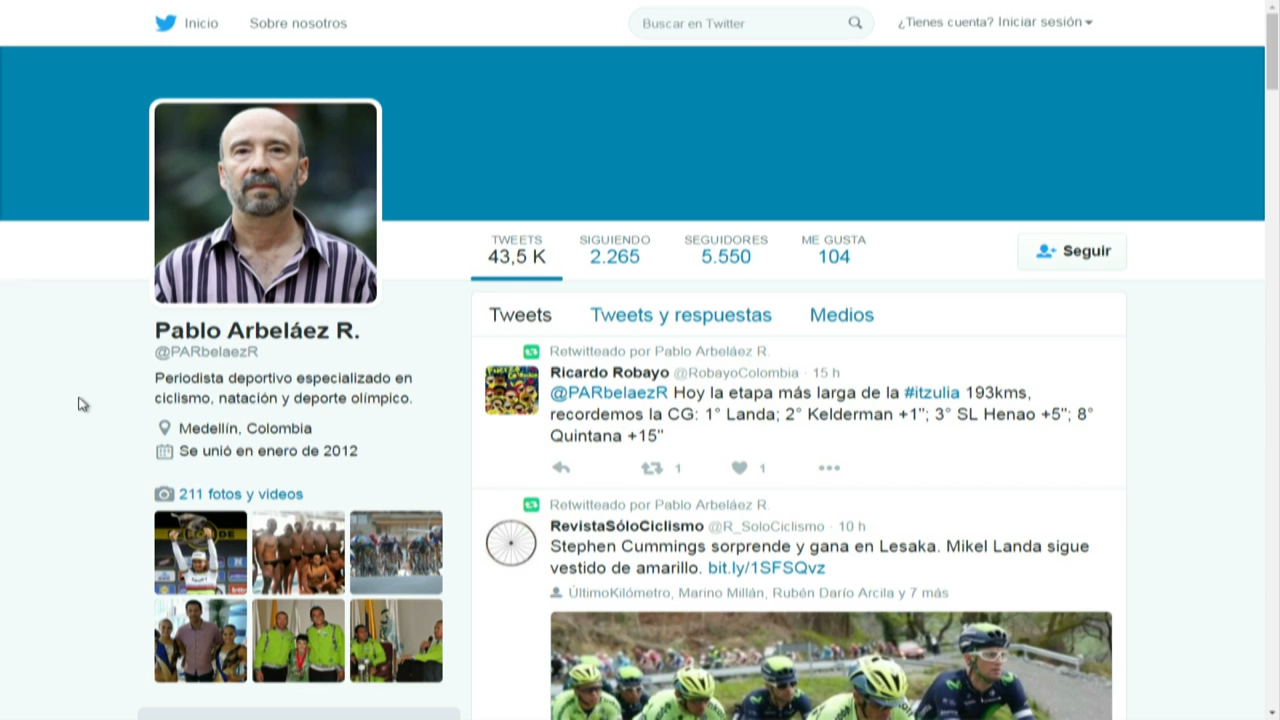 Inicio
Sobre nosotros
Buscar en Twitter
¿Tienes cuenta? Iniciar sesión
TWEETS
43,5 K
SIGUIENDO
2.265
SEGUIDORES
5.550
ME GUSTA
104
Seguir
Pablo Arbeláez R.
@PARbelaezR
Periodista deportivo especializado en
ciclismo, natación y deporte olímpico.
Medellín, Colombia
Se unió en enero de 2012
211 fotos y videos
Tweets
Tweets y respuestas
Medios
Retwitteado por Pablo Arbeláez R.
Ricardo Robayo @RobayoColombia · 15 h
@PARbelaezR Hoy la etapa más larga de la #itzulia 193kms,
recordemos la CG: 1° Landa; 2° Kelderman +1"; 3° SL Henao +5"; 8°
Quintana +15"
1
1
Retwitteado por Pablo Arbeláez R.
RevistaSóloCiclismo @R_SoloCiclismo · 10 h
Stephen Cummings sorprende y gana en Lesaka. Mikel Landa sigue
vestido de amarillo. bit.ly/1SFSQvz
ÚltimoKilómetro, Marino Millán, Rubén Darío Arcila y 7 más